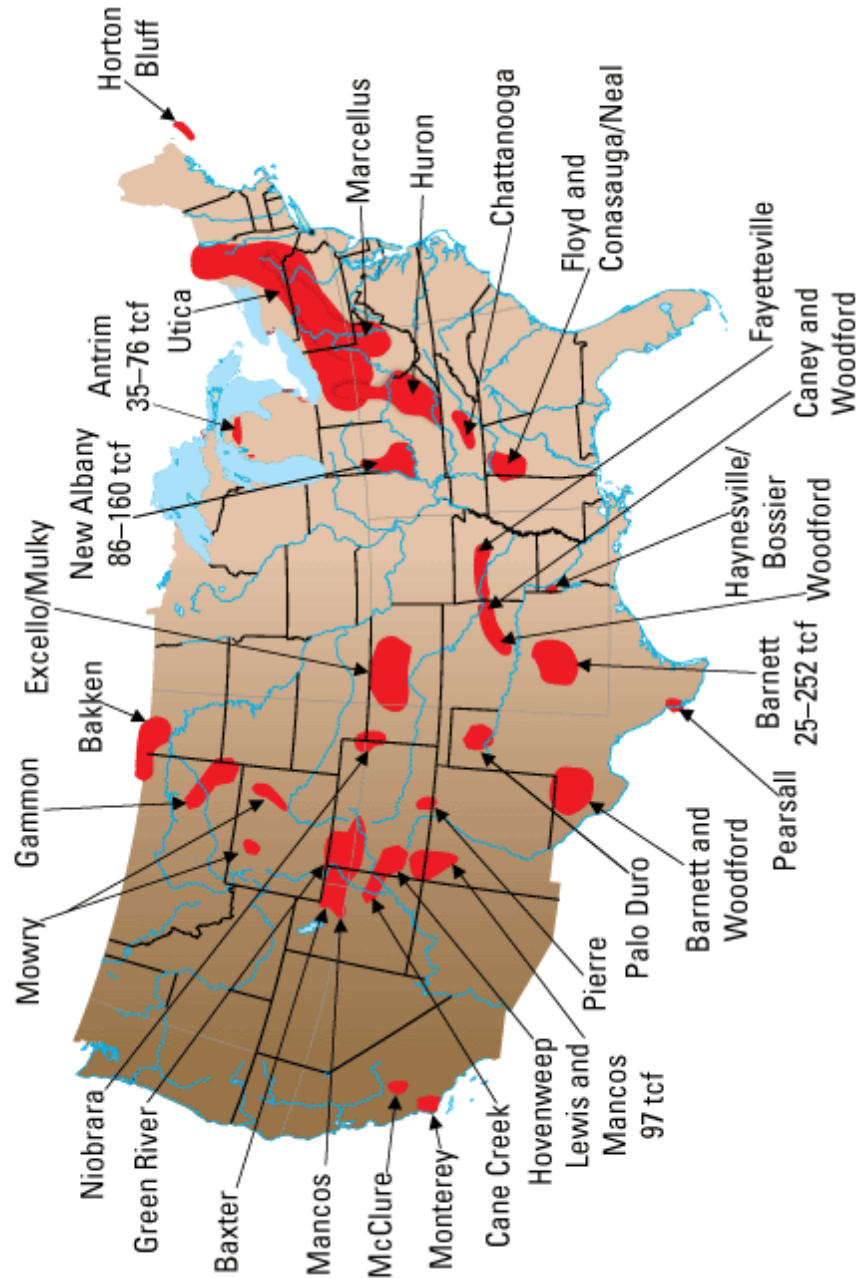 Mowry
Gammon
Bakken
Excello/Mulky
New Albany
86–160 tcf
Antrim
35–76 tcf
Utica
Horton
Bluff
Marcellus
Huron
Chattanooga
Floyd and
Conasauga/Neal
Fayetteville
Caney and
Woodford
Haynesville/
Bossier
Woodford
Barnett
25–252 tcf
Pearsall
Barnett and
Woodford
Palo Duro
Pierre
Lewis and
Mancos
97 tcf
Hovenweep
Cane Creek
Monterey
McClure
Mancos
Baxter
Green River
Niobrara